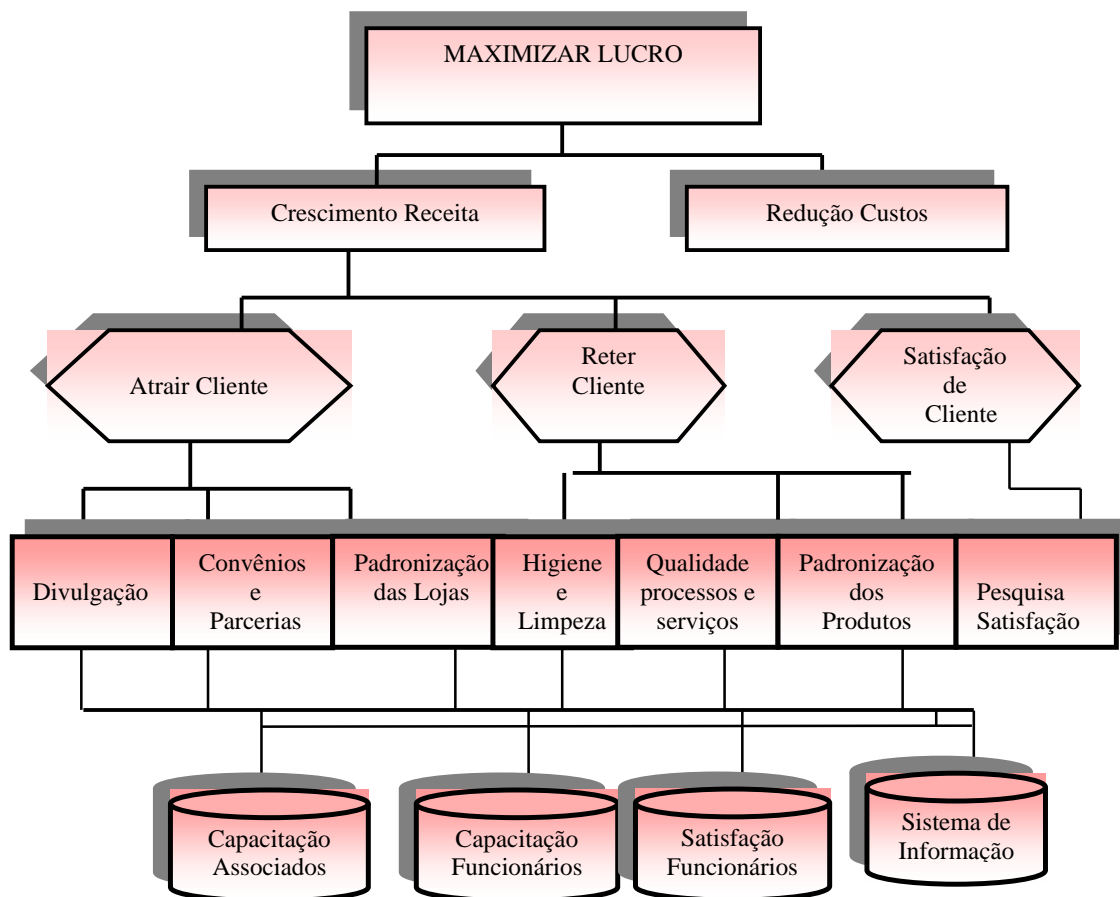 MAXIMIZAR LUCRO
Crescimento Receita
Redução Custos
Atrair Cliente
Reter
Cliente
Satisfação
de
Cliente
Divulgação
Convênios
e
Parcerias
Padronização
das Lojas
Higiene
e
Limpeza
Qualidade
processos e
serviços
Padronização
dos
Produtos
Pesquisa
Satisfação
Capacitação
Associados
Capacitação
Funcionários
Satisfação
Funcionários
Sistema de
Informação